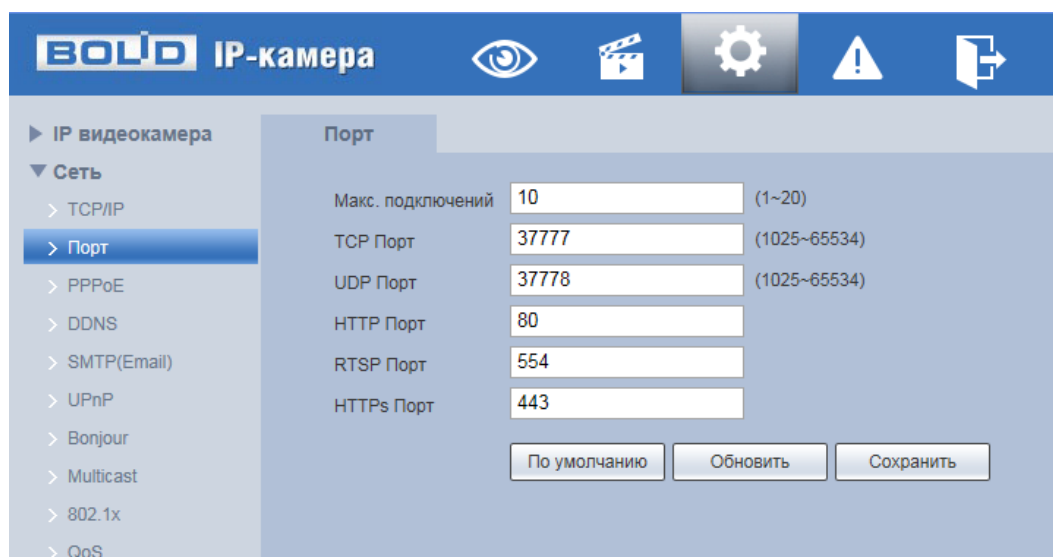 BOLID IP-камера
IP видеокамера
Сеть
TCP/IP
Порт
PPPoE
DDNS
SMTP(Email)
UPnP
Bonjour
Multicast
802.1x
QoS
Порт
Макс. подключений 10 (1~20)
TCP Порт 37777 (1025~65534)
UDP Порт 37778 (1025~65534)
HTTP Порт 80
RTSP Порт 554
HTTPs Порт 443
По умолчанию Обновить Сохранить